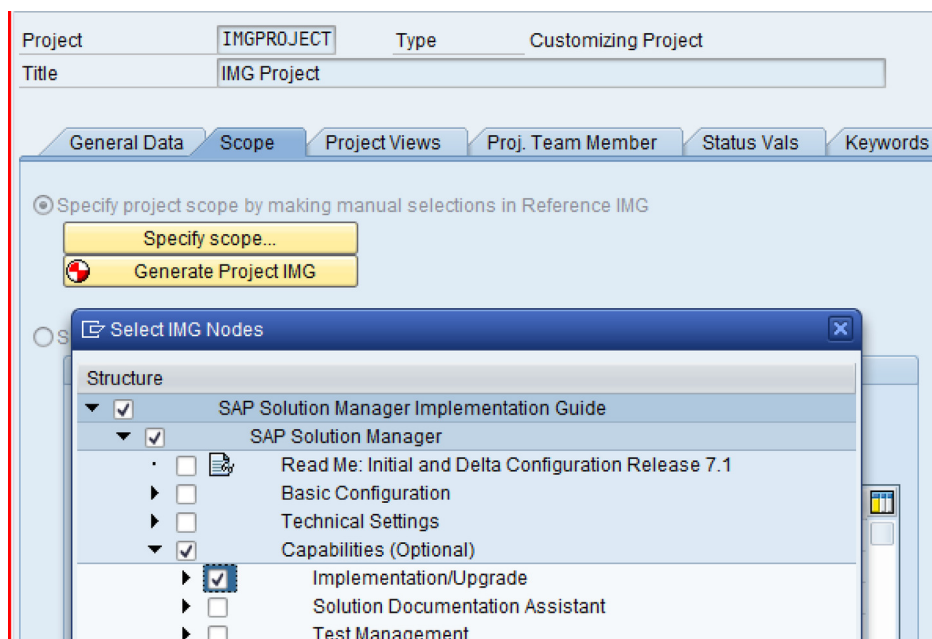 Project IMGPROJECT Type Customizing Project
Title IMG Project
General Data Scope Project Views Proj. Team Member Status Vals Keywords
Specify project scope by making manual selections in Reference IMG
Specify scope...
Generate Project IMG
S
Select IMG Nodes
Structure
SAP Solution Manager Implementation Guide
SAP Solution Manager
Read Me: Initial and Delta Configuration Release 7.1
Basic Configuration
Technical Settings
Capabilities (Optional)
Implementation/Upgrade
Solution Documentation Assistant
Test Management